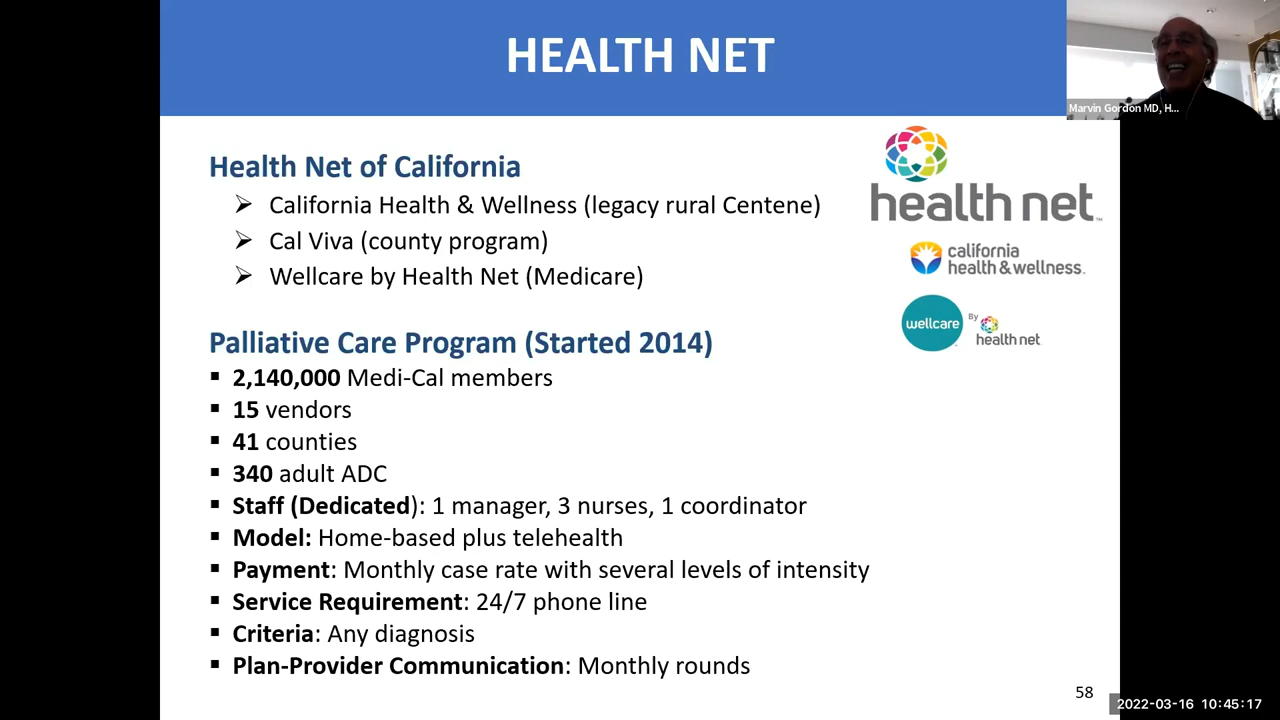 HEALTH NET
Marvin Gordon MD, H...
Health Net of California
➢ California Health & Wellness (legacy rural Centene)
➢ Cal Viva (county program)
➢ Wellcare by Health Net (Medicare)
health net™
california
health & wellness.
wellcare By
health net
Palliative Care Program (Started 2014)
▪ 2,140,000 Medi-Cal members
▪ 15 vendors
▪ 41 counties
▪ 340 adult ADC
▪ Staff (Dedicated): 1 manager, 3 nurses, 1 coordinator
▪ Model: Home-based plus telehealth
▪ Payment: Monthly case rate with several levels of intensity
▪ Service Requirement: 24/7 phone line
▪ Criteria: Any diagnosis
▪ Plan-Provider Communication: Monthly rounds
58
2022-03-16 10:45:17